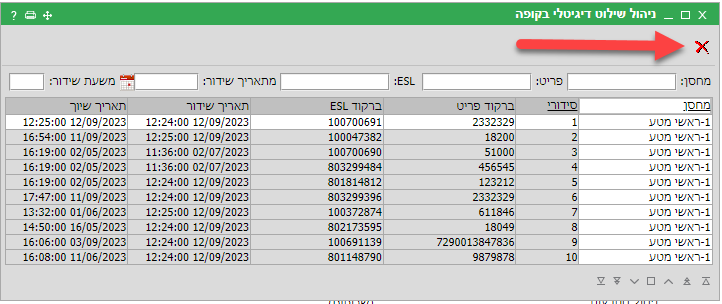 ניהול שילוט דיגיטלי בקופה
מחסן: פריט: ESL: מתאריך שידור: משעת שידור:
מחסן סידורי ברקוד פריט ברקוד ESL תאריך שידור תאריך שיוך
1-ראשי מטע 1 2332329 100700691 12/09/2023 12:24:00 12/09/2023 12:25:00
1-ראשי מטע 2 18200 100047382 12/09/2023 12:25:00 11/09/2023 16:54:00
1-ראשי מטע 3 51000 100700690 02/07/2023 11:36:00 02/05/2023 16:19:00
1-ראשי מטע 4 456545 803299484 02/07/2023 11:36:00 02/05/2023 16:19:00
1-ראשי מטע 5 123212 801814812 12/09/2023 12:24:00 02/05/2023 16:19:00
1-ראשי מטע 6 2332329 803299396 12/09/2023 12:24:00 11/09/2023 17:47:00
1-ראשי מטע 7 611846 100372874 12/09/2023 12:25:00 01/06/2023 13:32:00
1-ראשי מטע 8 18049 802173595 12/09/2023 12:24:00 16/05/2023 14:50:00
1-ראשי מטע 9 7290013847836 100691139 12/09/2023 12:24:00 03/09/2023 16:06:00
1-ראשי מטע 10 9879878 801148790 12/09/2023 12:24:00 11/06/2023 16:08:00